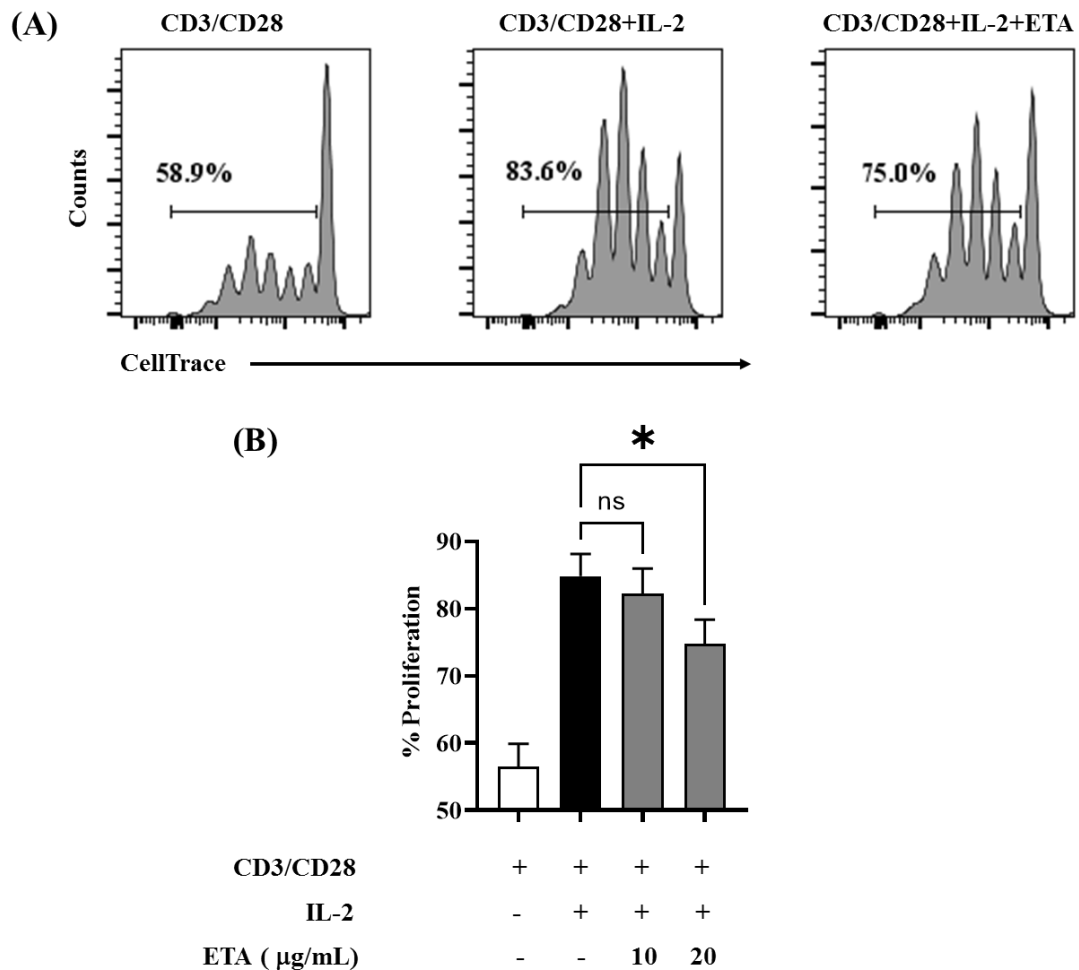 (A)
CD3/CD28
CD3/CD28+IL-2
CD3/CD28+IL-2+ETA
Counts
58.9%
83.6%
75.0%
CellTrace
(B)
*
ns
% Proliferation
90
80
70
60
50
CD3/CD28 + + + +
IL-2 - + + +
ETA ( μg/mL) - - 10 20